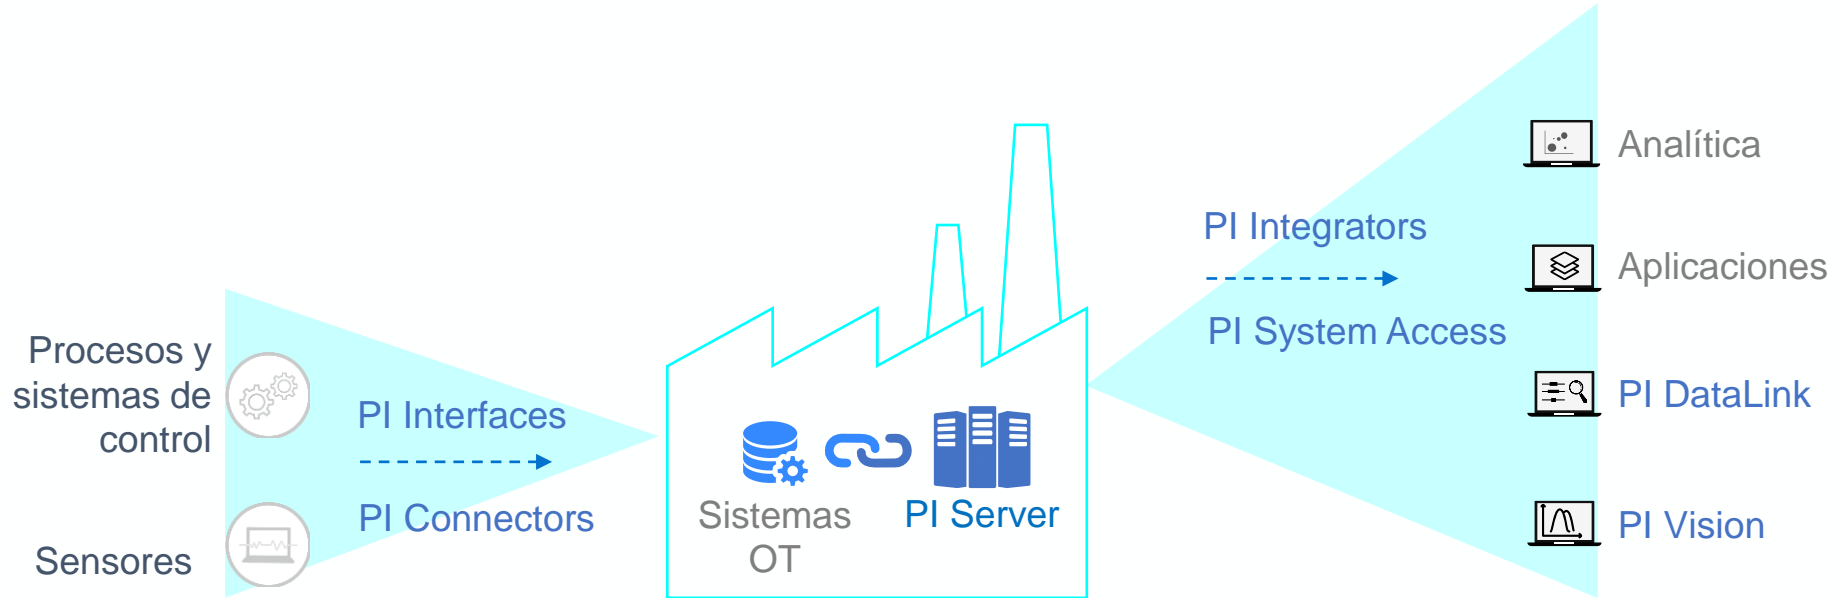 Procesos y
sistemas de
control
Sensores
PI Interfaces
PI Connectors
Sistemas
OT
PI Server
PI Integrators
PI System Access
Analítica
Aplicaciones
PI DataLink
PI Vision